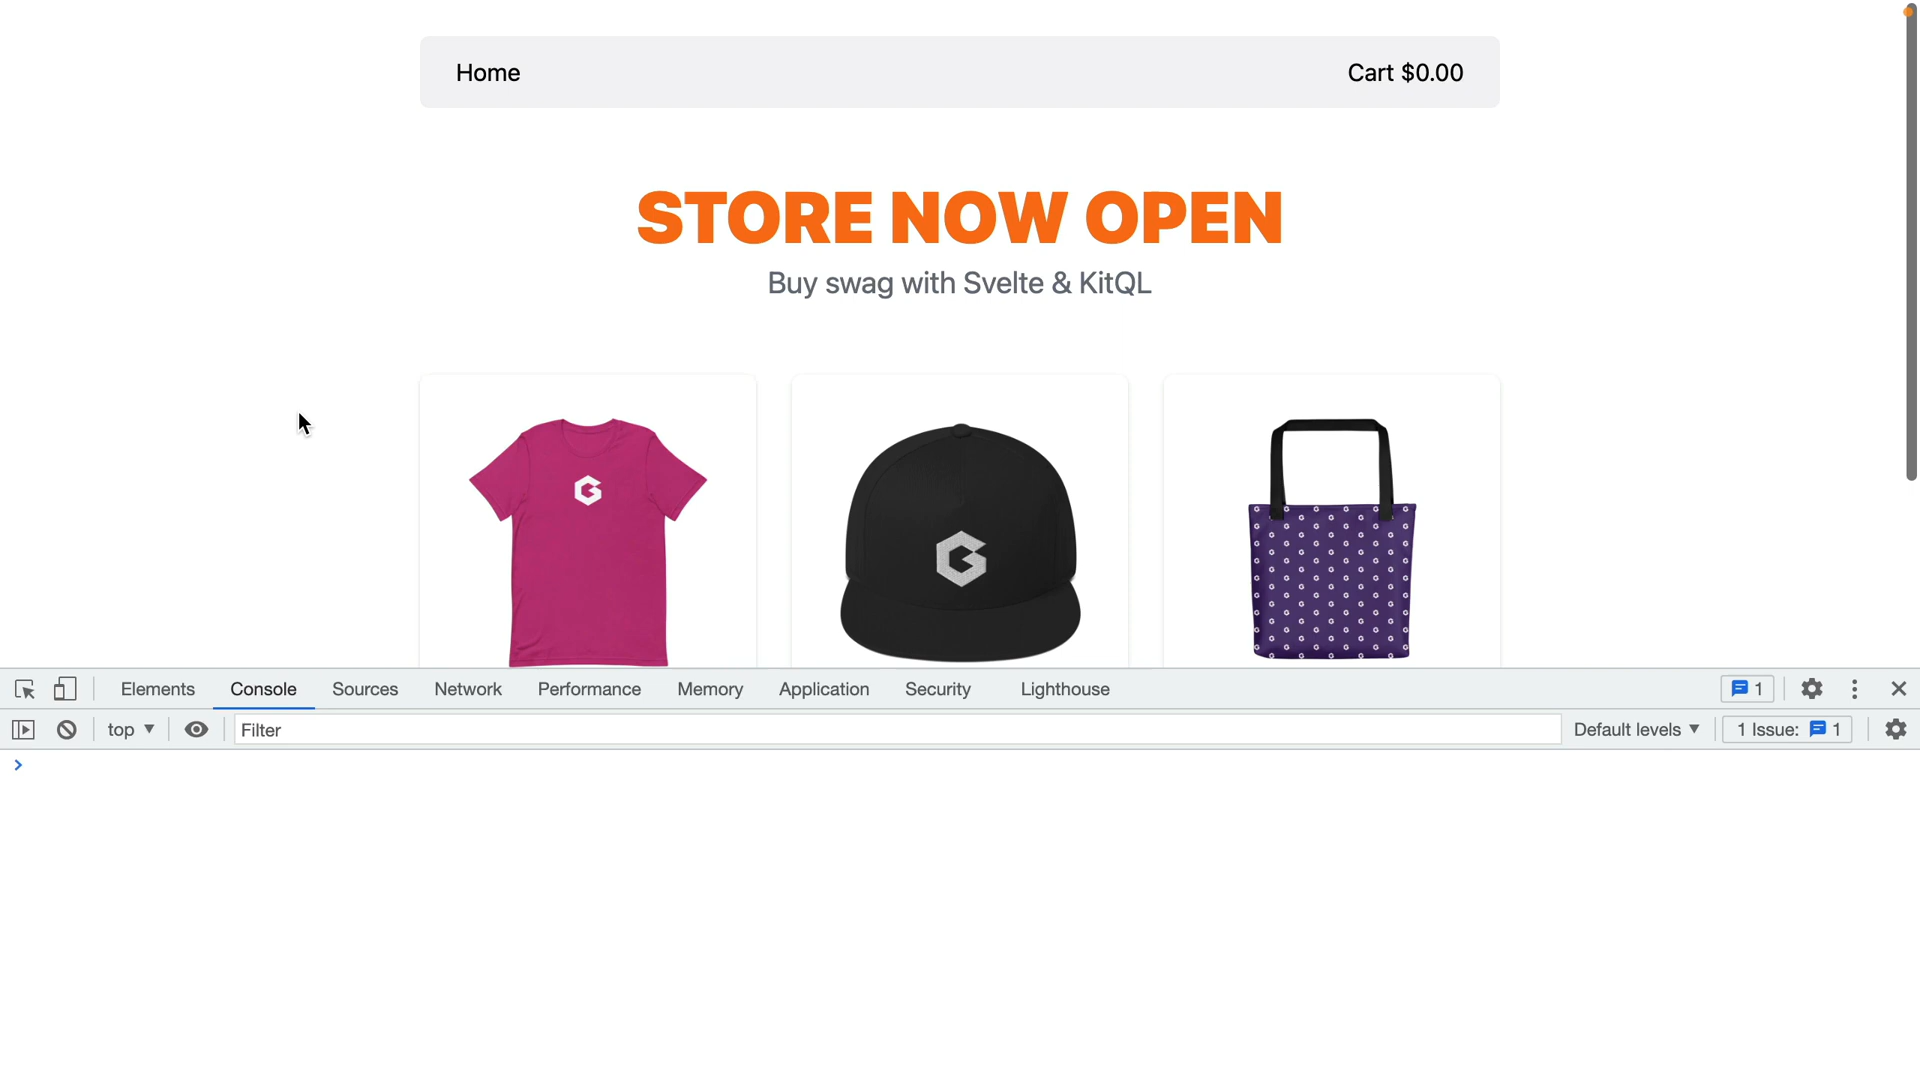 Home Cart $0.00
STORE NOW OPEN
Buy swag with Svelte & KitQL
Elements Console Sources Network Performance Memory Application Security Lighthouse 1
top Filter Default levels 1 Issue: 1